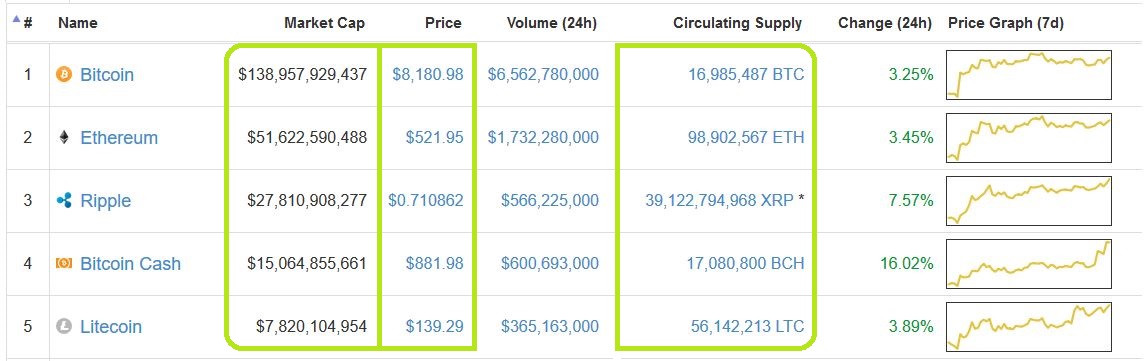 # Name Market Cap Price Volume (24h) Circulating Supply Change (24h) Price Graph (7d)
1 Bitcoin $138,957,929,437 $8,180.98 $6,562,780,000 16,985,487 BTC 3.25%
2 Ethereum $51,622,590,488 $521.95 $1,732,280,000 98,902,567 ETH 3.45%
3 Ripple $27,810,908,277 $0.710862 $566,225,000 39,122,794,968 XRP * 7.57%
4 Bitcoin Cash $15,064,855,661 $881.98 $600,693,000 17,080,800 BCH 16.02%
5 Litecoin $7,820,104,954 $139.29 $365,163,000 56,142,213 LTC 3.89%